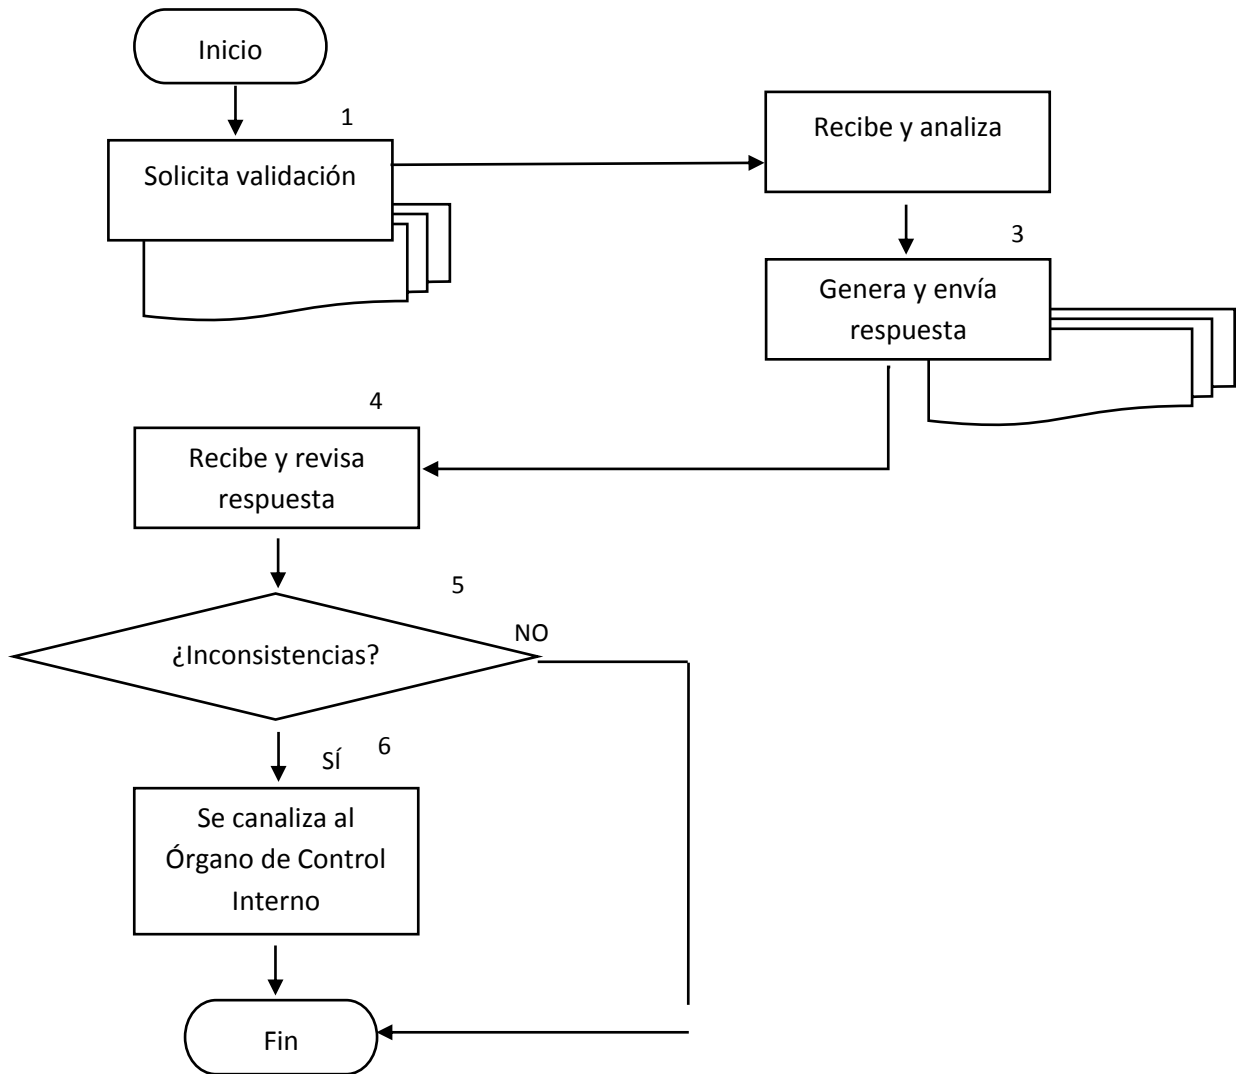 Inicio
1
Solicita validación
Recibe y analiza
3
Genera y envía
respuesta
4
Recibe y revisa
respuesta
5
¿Inconsistencias?
NO
6
SÍ
Se canaliza al
Órgano de Control
Interno
Fin